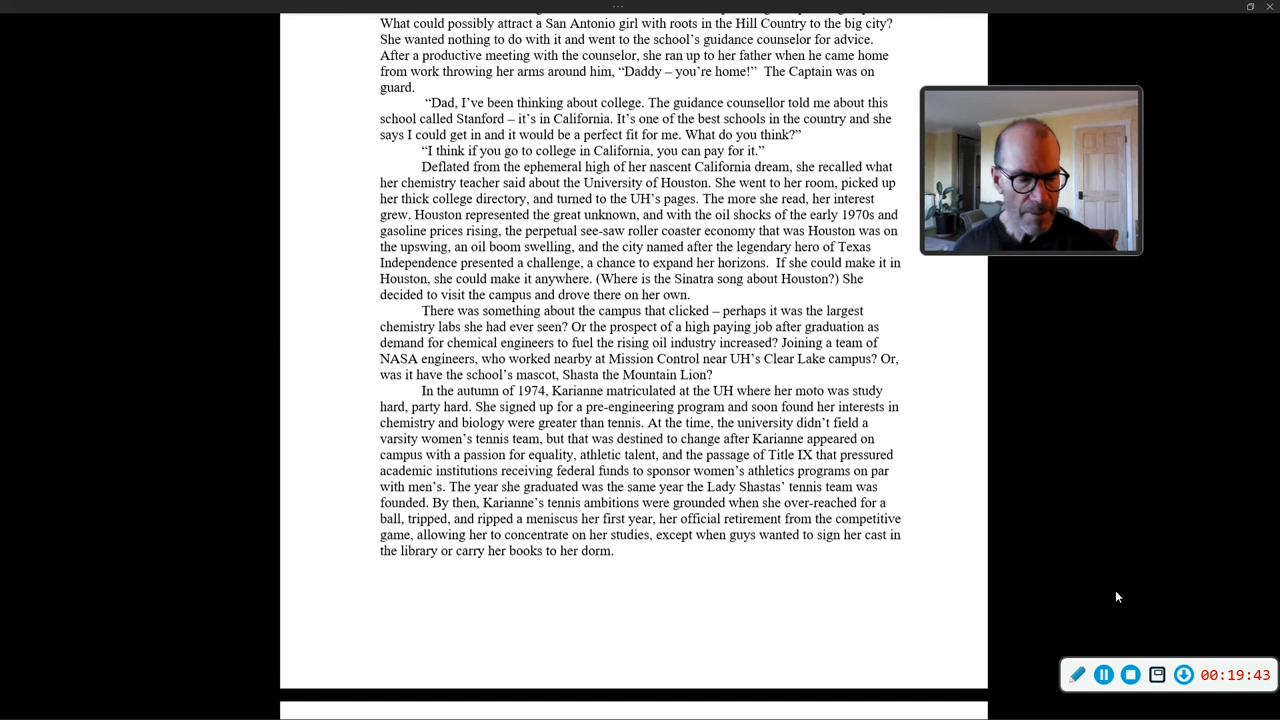 What could possibly attract a San Antonio girl with roots in the Hill Country to the big city?
She wanted nothing to do with it and went to the school’s guidance counselor for advice.
After a productive meeting with the counselor, she ran up to her father when he came home
from work throwing her arms around him, “Daddy – you’re home!”  The Captain was on
guard.
“Dad, I’ve been thinking about college. The guidance counsellor told me about this
school called Stanford – it’s in California. It’s one of the best schools in the country and she
says I could get in and it would be a perfect fit for me. What do you think?”
“I think if you go to college in California, you can pay for it.”
Deflated from the ephemeral high of her nascent California dream, she recalled what
her chemistry teacher said about the University of Houston. She went to her room, picked up
her thick college directory, and turned to the UH’s pages. The more she read, her interest
grew. Houston represented the great unknown, and with the oil shocks of the early 1970s and
gasoline prices rising, the perpetual see-saw roller coaster economy that was Houston was on
the upswing, an oil boom swelling, and the city named after the legendary hero of Texas
Independence presented a challenge, a chance to expand her horizons.  If she could make it in
Houston, she could make it anywhere. (Where is the Sinatra song about Houston?) She
decided to visit the campus and drove there on her own.
There was something about the campus that clicked – perhaps it was the largest
chemistry labs she had ever seen? Or the prospect of a high paying job after graduation as
demand for chemical engineers to fuel the rising oil industry increased? Joining a team of
NASA engineers, who worked nearby at Mission Control near UH’s Clear Lake campus? Or,
was it have the school’s mascot, Shasta the Mountain Lion?
In the autumn of 1974, Karianne matriculated at the UH where her moto was study
hard, party hard. She signed up for a pre-engineering program and soon found her interests in
chemistry and biology were greater than tennis. At the time, the university didn’t field a
varsity women’s tennis team, but that was destined to change after Karianne appeared on
campus with a passion for equality, athletic talent, and the passage of Title IX that pressured
academic institutions receiving federal funds to sponsor women’s athletics programs on par
with men’s. The year she graduated was the same year the Lady Shastas’ tennis team was
founded. By then, Karianne’s tennis ambitions were grounded when she over-reached for a
ball, tripped, and ripped a meniscus her first year, her official retirement from the competitive
game, allowing her to concentrate on her studies, except when guys wanted to sign her cast in
the library or carry her books to her dorm.
00:19:43